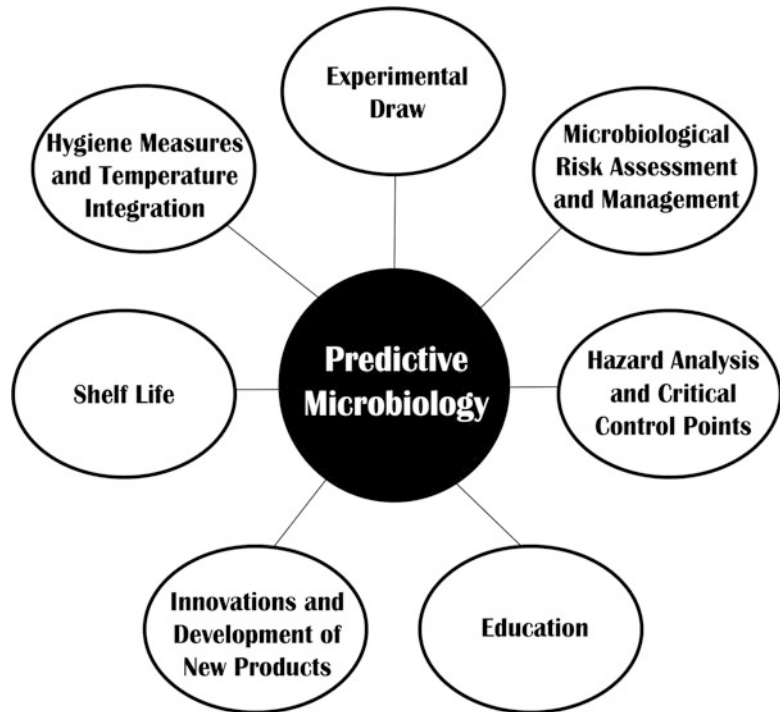 Experimental
Draw
Microbiological
Risk Assessment
and Management
Hazard Analysis
and Critical
Control Points
Education
Innovations and
Development of
New Products
Shelf Life
Hygiene Measures
and Temperature
Integration
Predictive
Microbiology